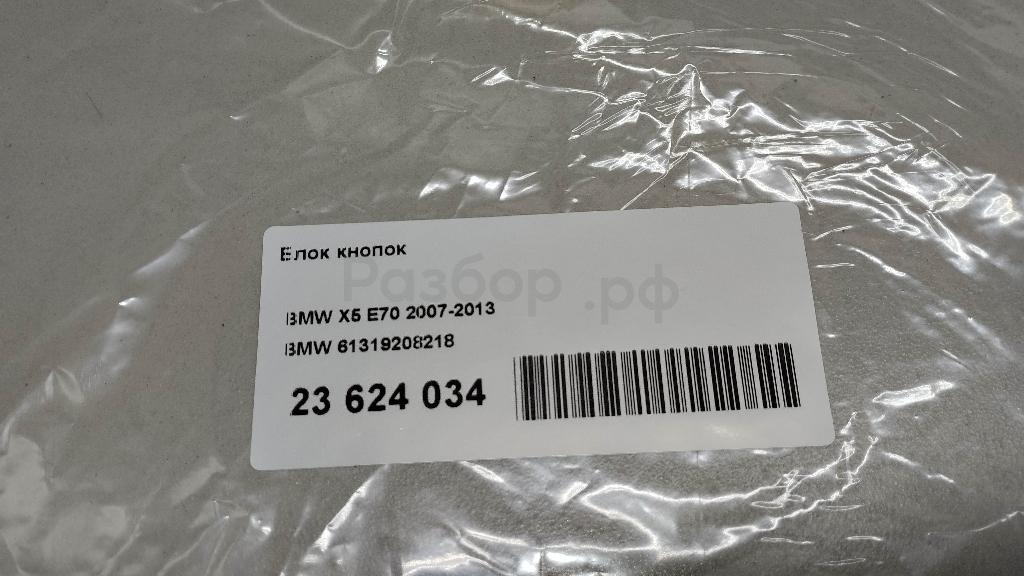 Блок кнопок
Разбор.рф
BMW X5 E70 2007-2013
BMW 61319208218
23 624 034